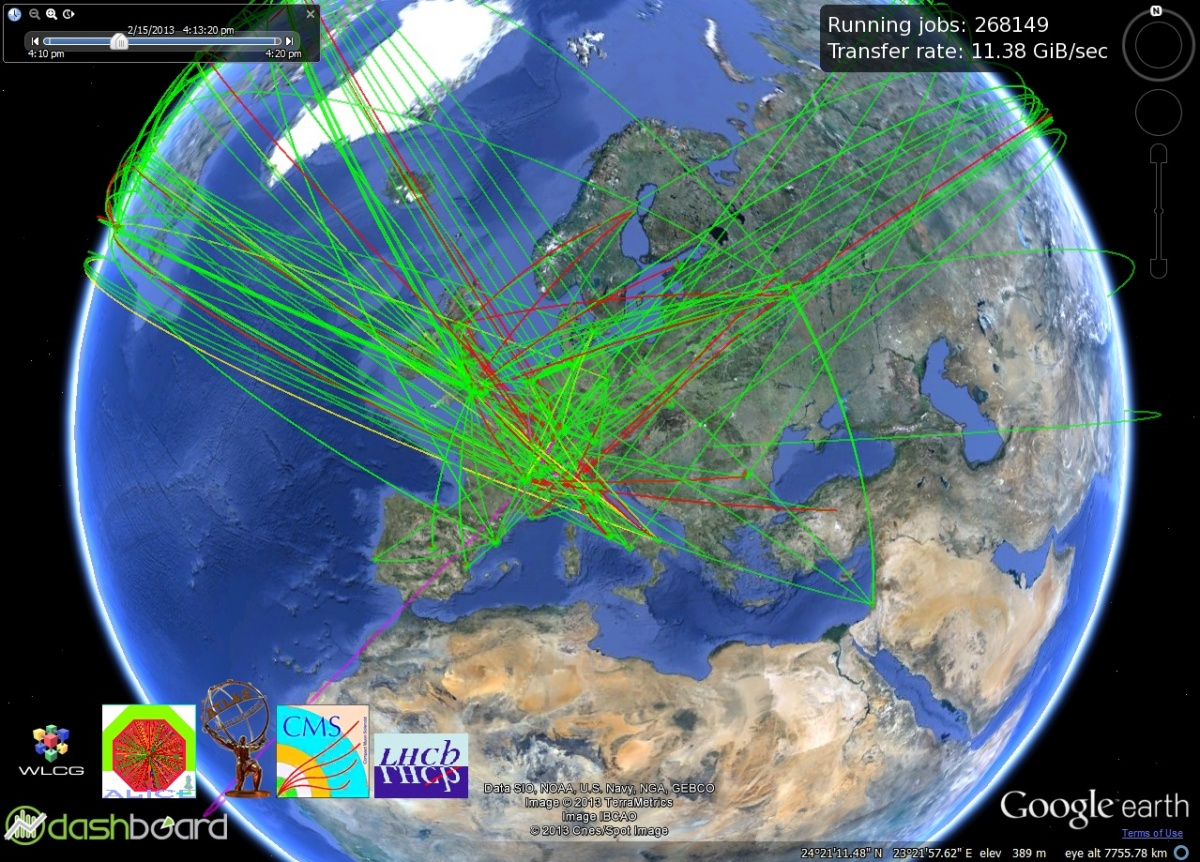 2/15/2013 4:13:20 pm
4:10 pm
4:20 pm
Running jobs: 268149
Transfer rate: 11.38 GiB/sec
N
WLCG
ALICE
CMS
LHCb
dashboard
Data SIO, NOAA, U.S. Navy, NGA, GEBCO
Image © 2013 TerraMetrics
Image IBCAO
© 2013 Cnes/Spot Image
Google earth
Terms of Use
24°21'11.48" N 23°21'57.62" E elev 389 m eye alt 7755.78 km